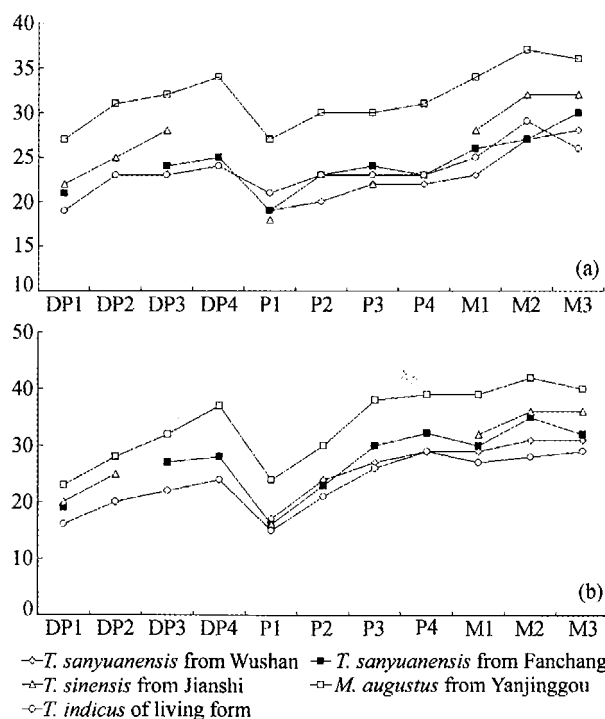 40
35
30
25
20
15
10
(a)
DP1 DP2 DP3 DP4 P1 P2 P3 P4 M1 M2 M3
50
40
30
20
10
0
(b)
DP1 DP2 DP3 DP4 P1 P2 P3 P4 M1 M2 M3
T. sanyuanensis from Wushan T. sanyuanensis from Fanchang
T. sinensis from Jianshi M. augustus from Yanjinggou
T. indicus of living form